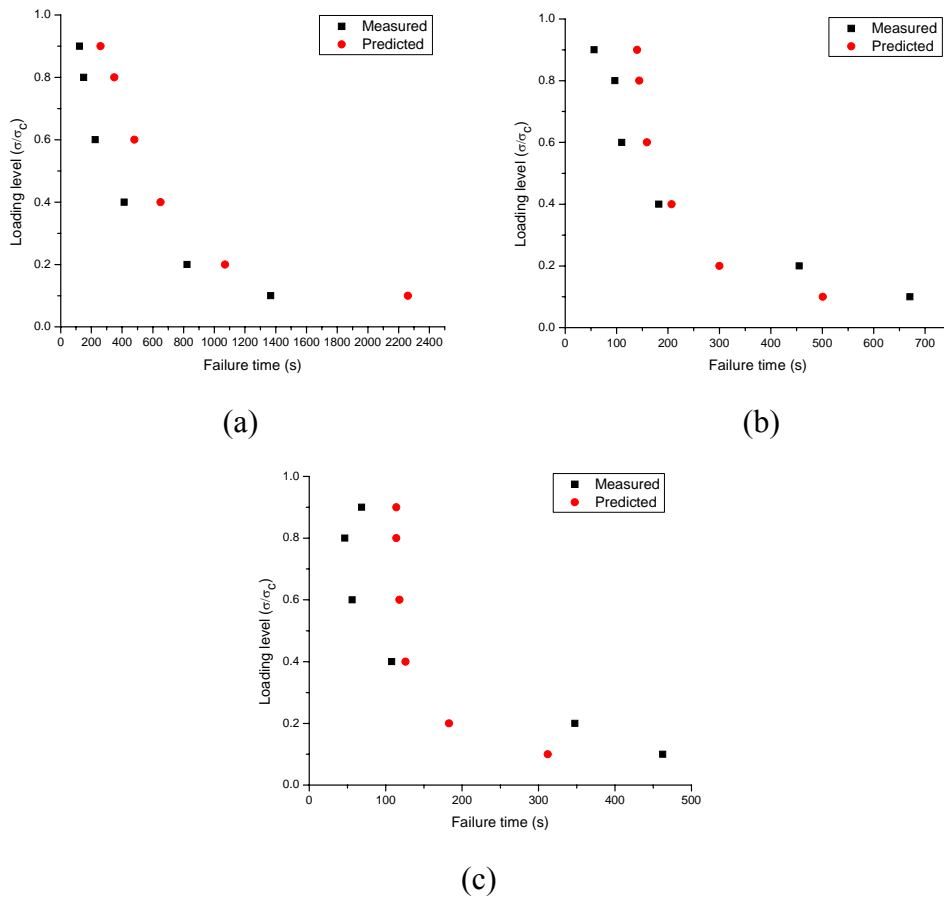 1.0
0.8
0.6
0.4
0.2
0.0
Loading level (σ/σc)
Measured
Predicted
0 200 400 600 800 1000 1200 1400 1600 1800 2000 2200 2400
Failure time (s)
(a)
1.0
0.8
0.6
0.4
0.2
0.0
Loading level (σ/σc)
Measured
Predicted
0 100 200 300 400 500 600 700
Failure time (s)
(b)
1.0
0.8
0.6
0.4
0.2
0.0
Loading level (σ/σc)
Measured
Predicted
0 100 200 300 400 500
Failure time (s)
(c)